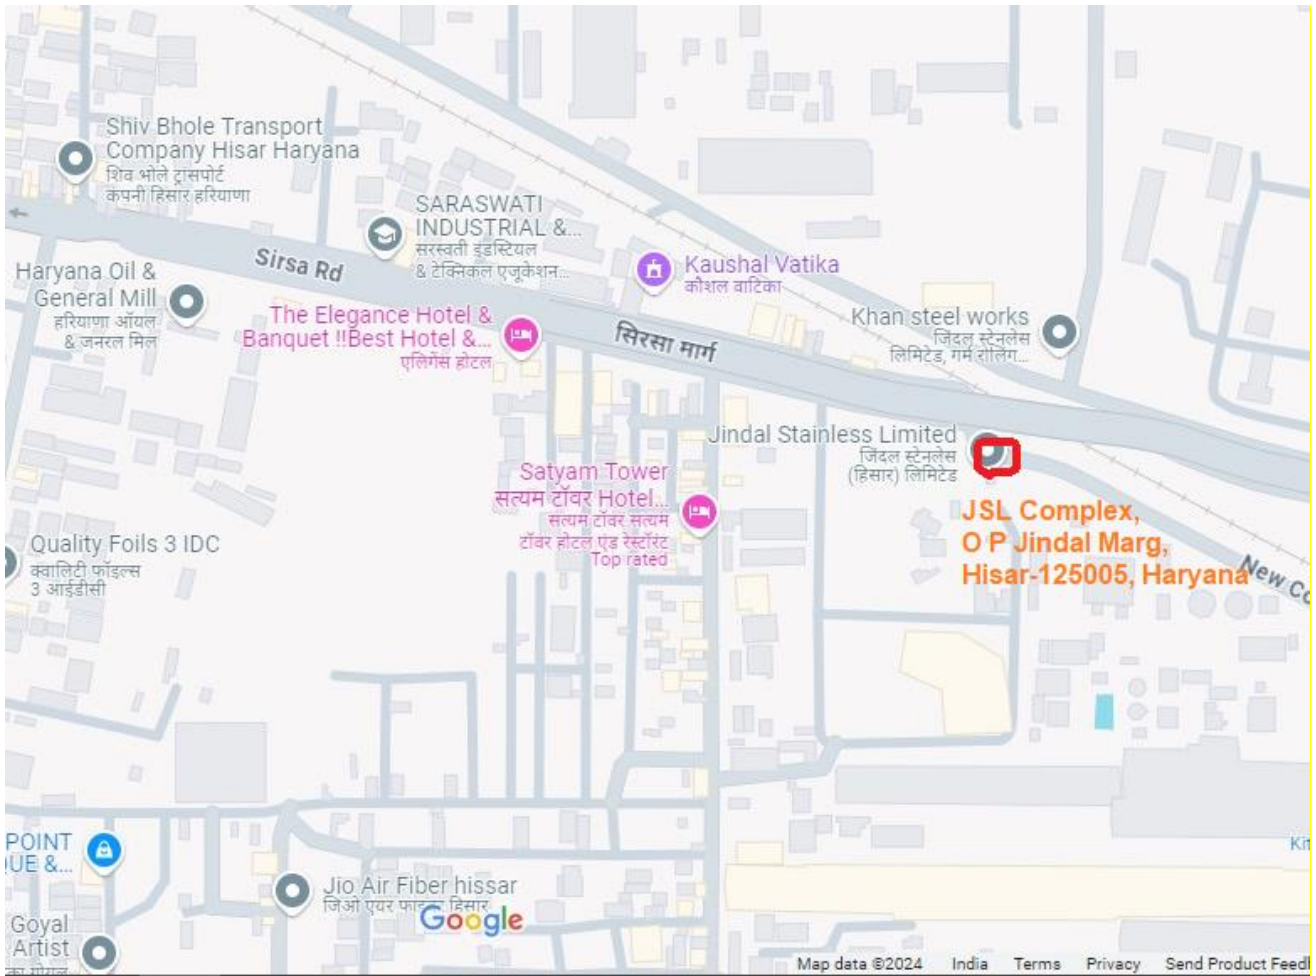 Shiv Bhole Transport
Company Hisar Haryana
शिव भोले ट्रांसपोर्ट
कंपनी हिसार हरियाणा
SARASWATI
INDUSTRIAL &...
सरस्वती इंडस्ट्रियल
& टेक्निकल एजूकेशन...
Sirsa Rd
Haryana Oil &
General Mill
हरियाणा ऑयल
& जनरल मिल
Kaushal Vatika
कौशल वाटिका
The Elegance Hotel &
Banquet !!Best Hotel &...
एलिगेंस होटल
सिरसा मार्ग
Khan steel works
जिंदल स्टेनलेस
लिमिटेड, गर्म रोलिंग...
Jindal Stainless Limited
जिंदल स्टेनलेस
(हिसार) लिमिटेड
Satyam Tower
सत्यम टॉवर Hotel...
सत्यम टॉवर सत्यम
टॉवर होटल एंड रेस्टॉरेंट
Top rated
JSL Complex,
O P Jindal Marg,
Hisar-125005, Haryana
New Co
Quality Foils 3 IDC
क्वालिटी फॉइल्स
3 आईडीसी
POINT
UE &...
Kit
Jio Air Fiber hissar
जिओ एयर फाइबर हिसार
Google
Goyal
Artist
Map data ©2024 India Terms Privacy Send Product Feed